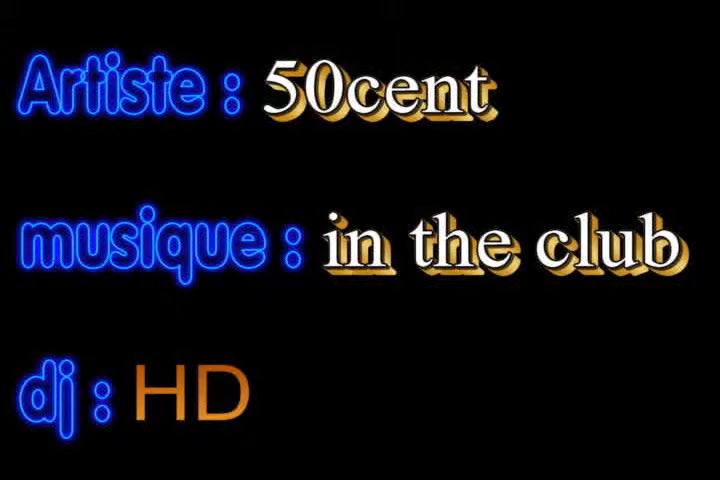 Artiste : 50cent
musique : in the club
dj : HD